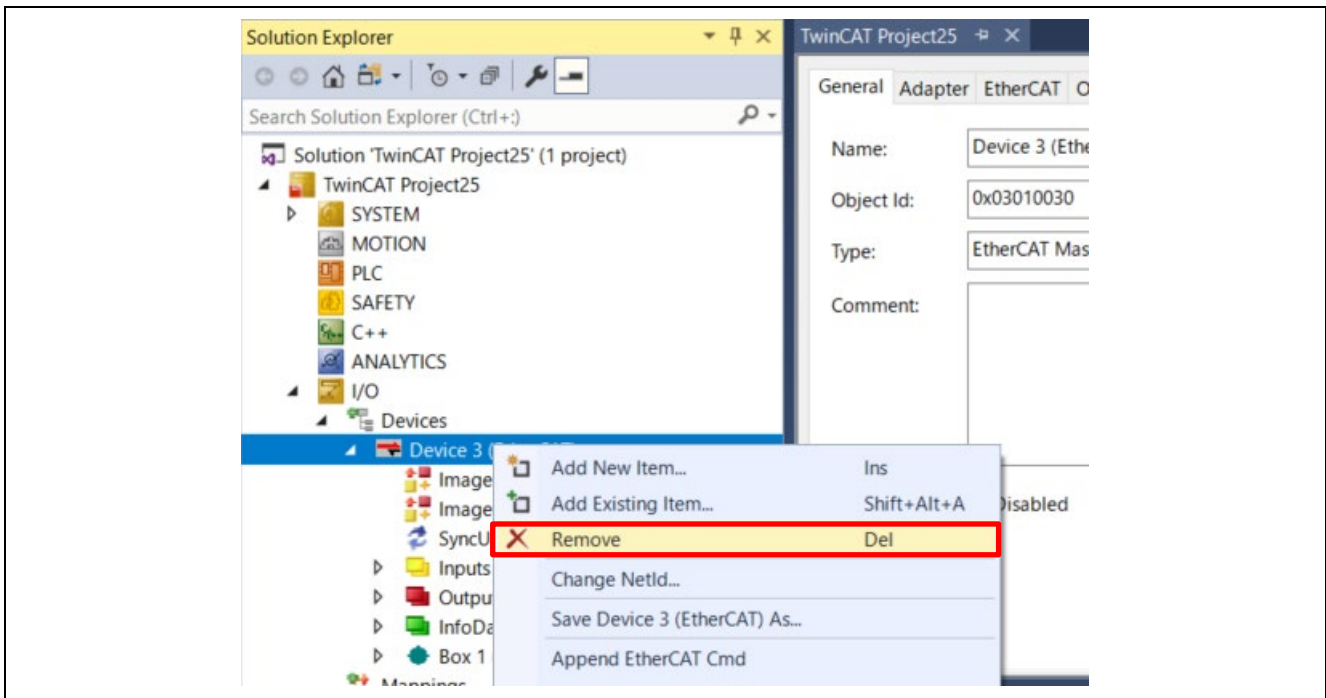 Solution Explorer
Search Solution Explorer (Ctrl+:)
Solution 'TwinCAT Project25' (1 project)
TwinCAT Project25
SYSTEM
MOTION
PLC
SAFETY
C++
ANALYTICS
I/O
Devices
Device 3
Image
Image
SyncU
Inputs
Outpu
InfoDa
Box 1
Mappings
Add New Item... Ins
Add Existing Item... Shift+Alt+A
Remove Del
Change NetId...
Save Device 3 (EtherCAT) As...
Append EtherCAT Cmd
TwinCAT Project25
General Adapter EtherCAT O
Name: Device 3 (Ethe
Object Id: 0x03010030
Type: EtherCAT Mas
Comment:
Disabled